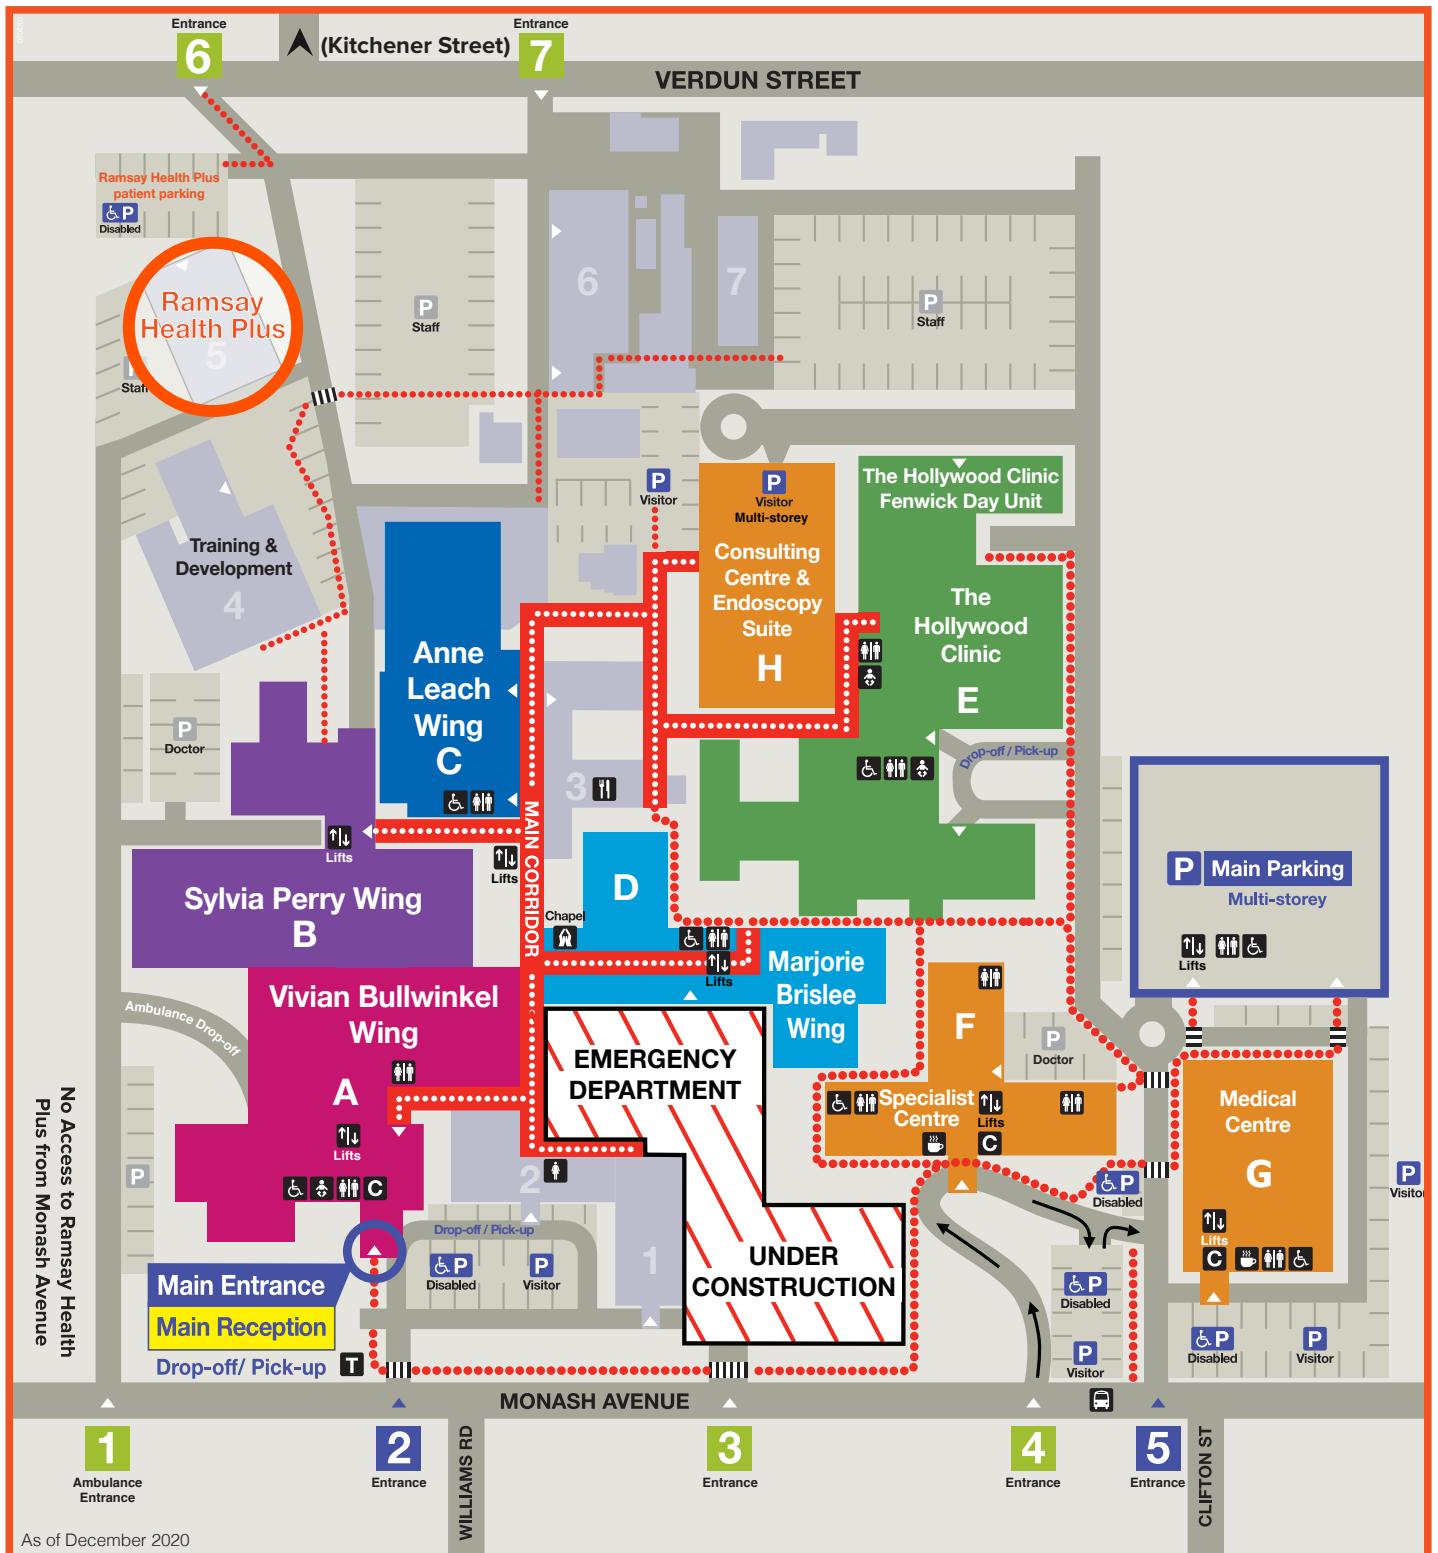 Entrance
6
(Kitchener Street)
Entrance
7
VERDUN STREET
Ramsay Health Plus
patient parking
P
Disabled
Ramsay
Health Plus
5
P
Staff
P
Staff
6
7
P
Staff
P
Visitor
P
Visitor
Multi-storey
Consulting
Centre &
Endoscopy
Suite
H
The Hollywood Clinic
Fenwick Day Unit
The
Hollywood
Clinic
E
Training &
Development
4
Anne
Leach
Wing
C
P
Doctor
3
MAIN CORRIDOR
Drop-off / Pick-up
Lifts
Lifts
Sylvia Perry Wing
B
D
Chapel
Lifts
Marjorie
Brislee
Wing
P
Main Parking
Multi-storey
Lifts
Ambulance Drop-off
Vivian Bullwinkel
Wing
A
Lifts
C
EMERGENCY
DEPARTMENT
UNDER
CONSTRUCTION
F
P
Doctor
Specialist
Centre
Lifts
C
Medical
Centre
G
Lifts
C
P
Visitor
P
Disabled
No Access to Ramsay Health
Plus from Monash Avenue
P
2
1
Drop-off / Pick-up
P
Disabled
P
Visitor
Main Entrance
Main Reception
Drop-off/ Pick-up
T
P
Disabled
P
Visitor
P
Disabled
P
Visitor
MONASH AVENUE
1
Ambulance
Entrance
2
Entrance
WILLIAMS RD
3
Entrance
4
Entrance
5
Entrance
CLIFTON ST
As of December 2020